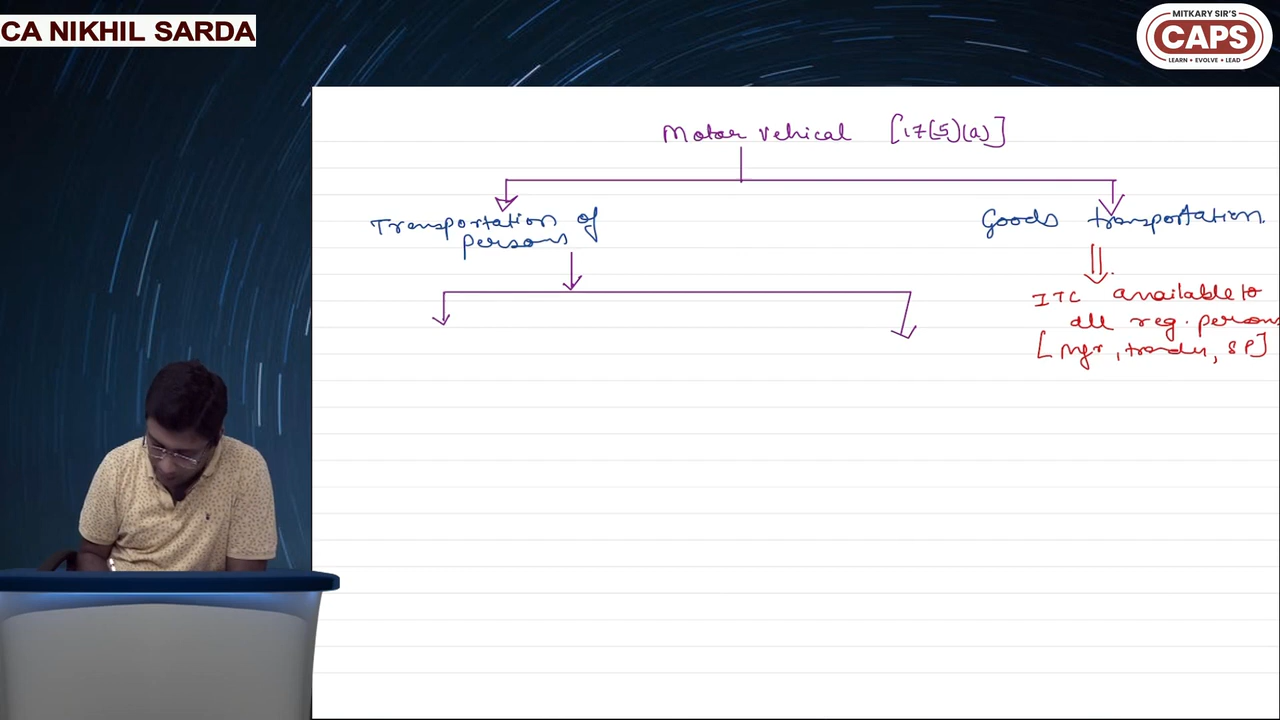 CA NIKHIL SARDA
MITKARY SIR'S
CAPS
LEARN • EVOLVE • LEAD
Motor vehical [17(5)(a)]
Transportation of
persons
Goods transportation.
ITC available to
all reg. person
[Mfr, trader, SP]